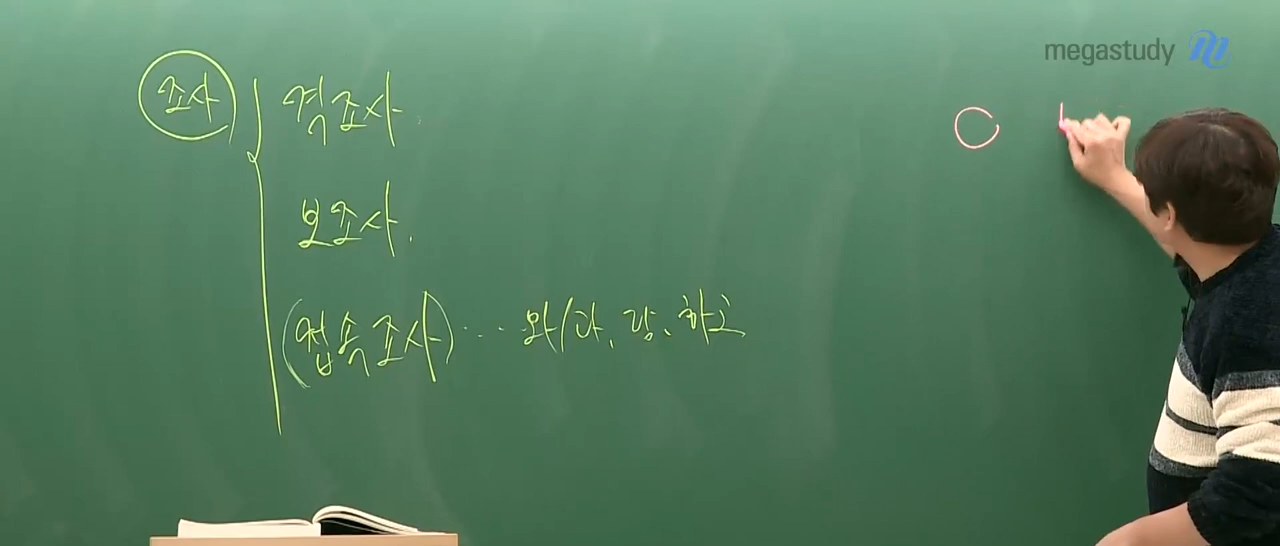 megastudy
조사
격조사
보조사.
(접속조사) ··· 와/과, 랑, 하고